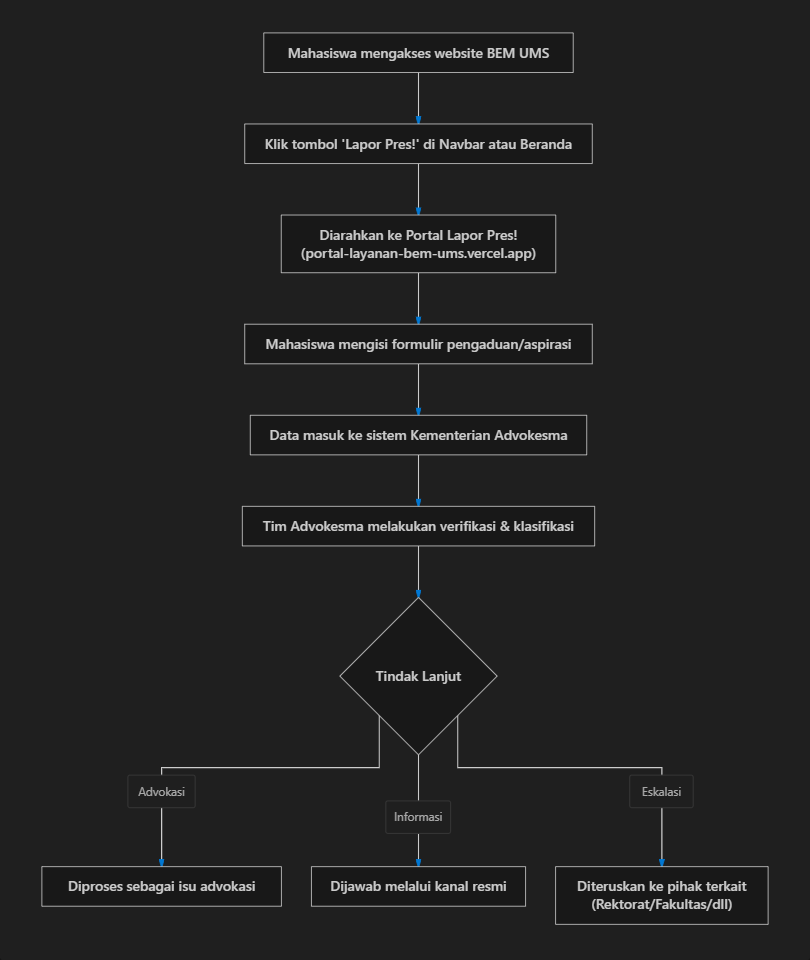 Mahasiswa mengakses website BEM UMS
Klik tombol 'Lapor Pres!' di Navbar atau Beranda
Diarahkan ke Portal Lapor Pres!
(portal-layanan-bem-ums.vercel.app)
Mahasiswa mengisi formulir pengaduan/aspirasi
Data masuk ke sistem Kementerian Advokesma
Tim Advokesma melakukan verifikasi & klasifikasi
Tindak Lanjut
Advokasi
Informasi
Eskalasi
Diproses sebagai isu advokasi
Dijawab melalui kanal resmi
Diteruskan ke pihak terkait
(Rektorat/Fakultas/dll)